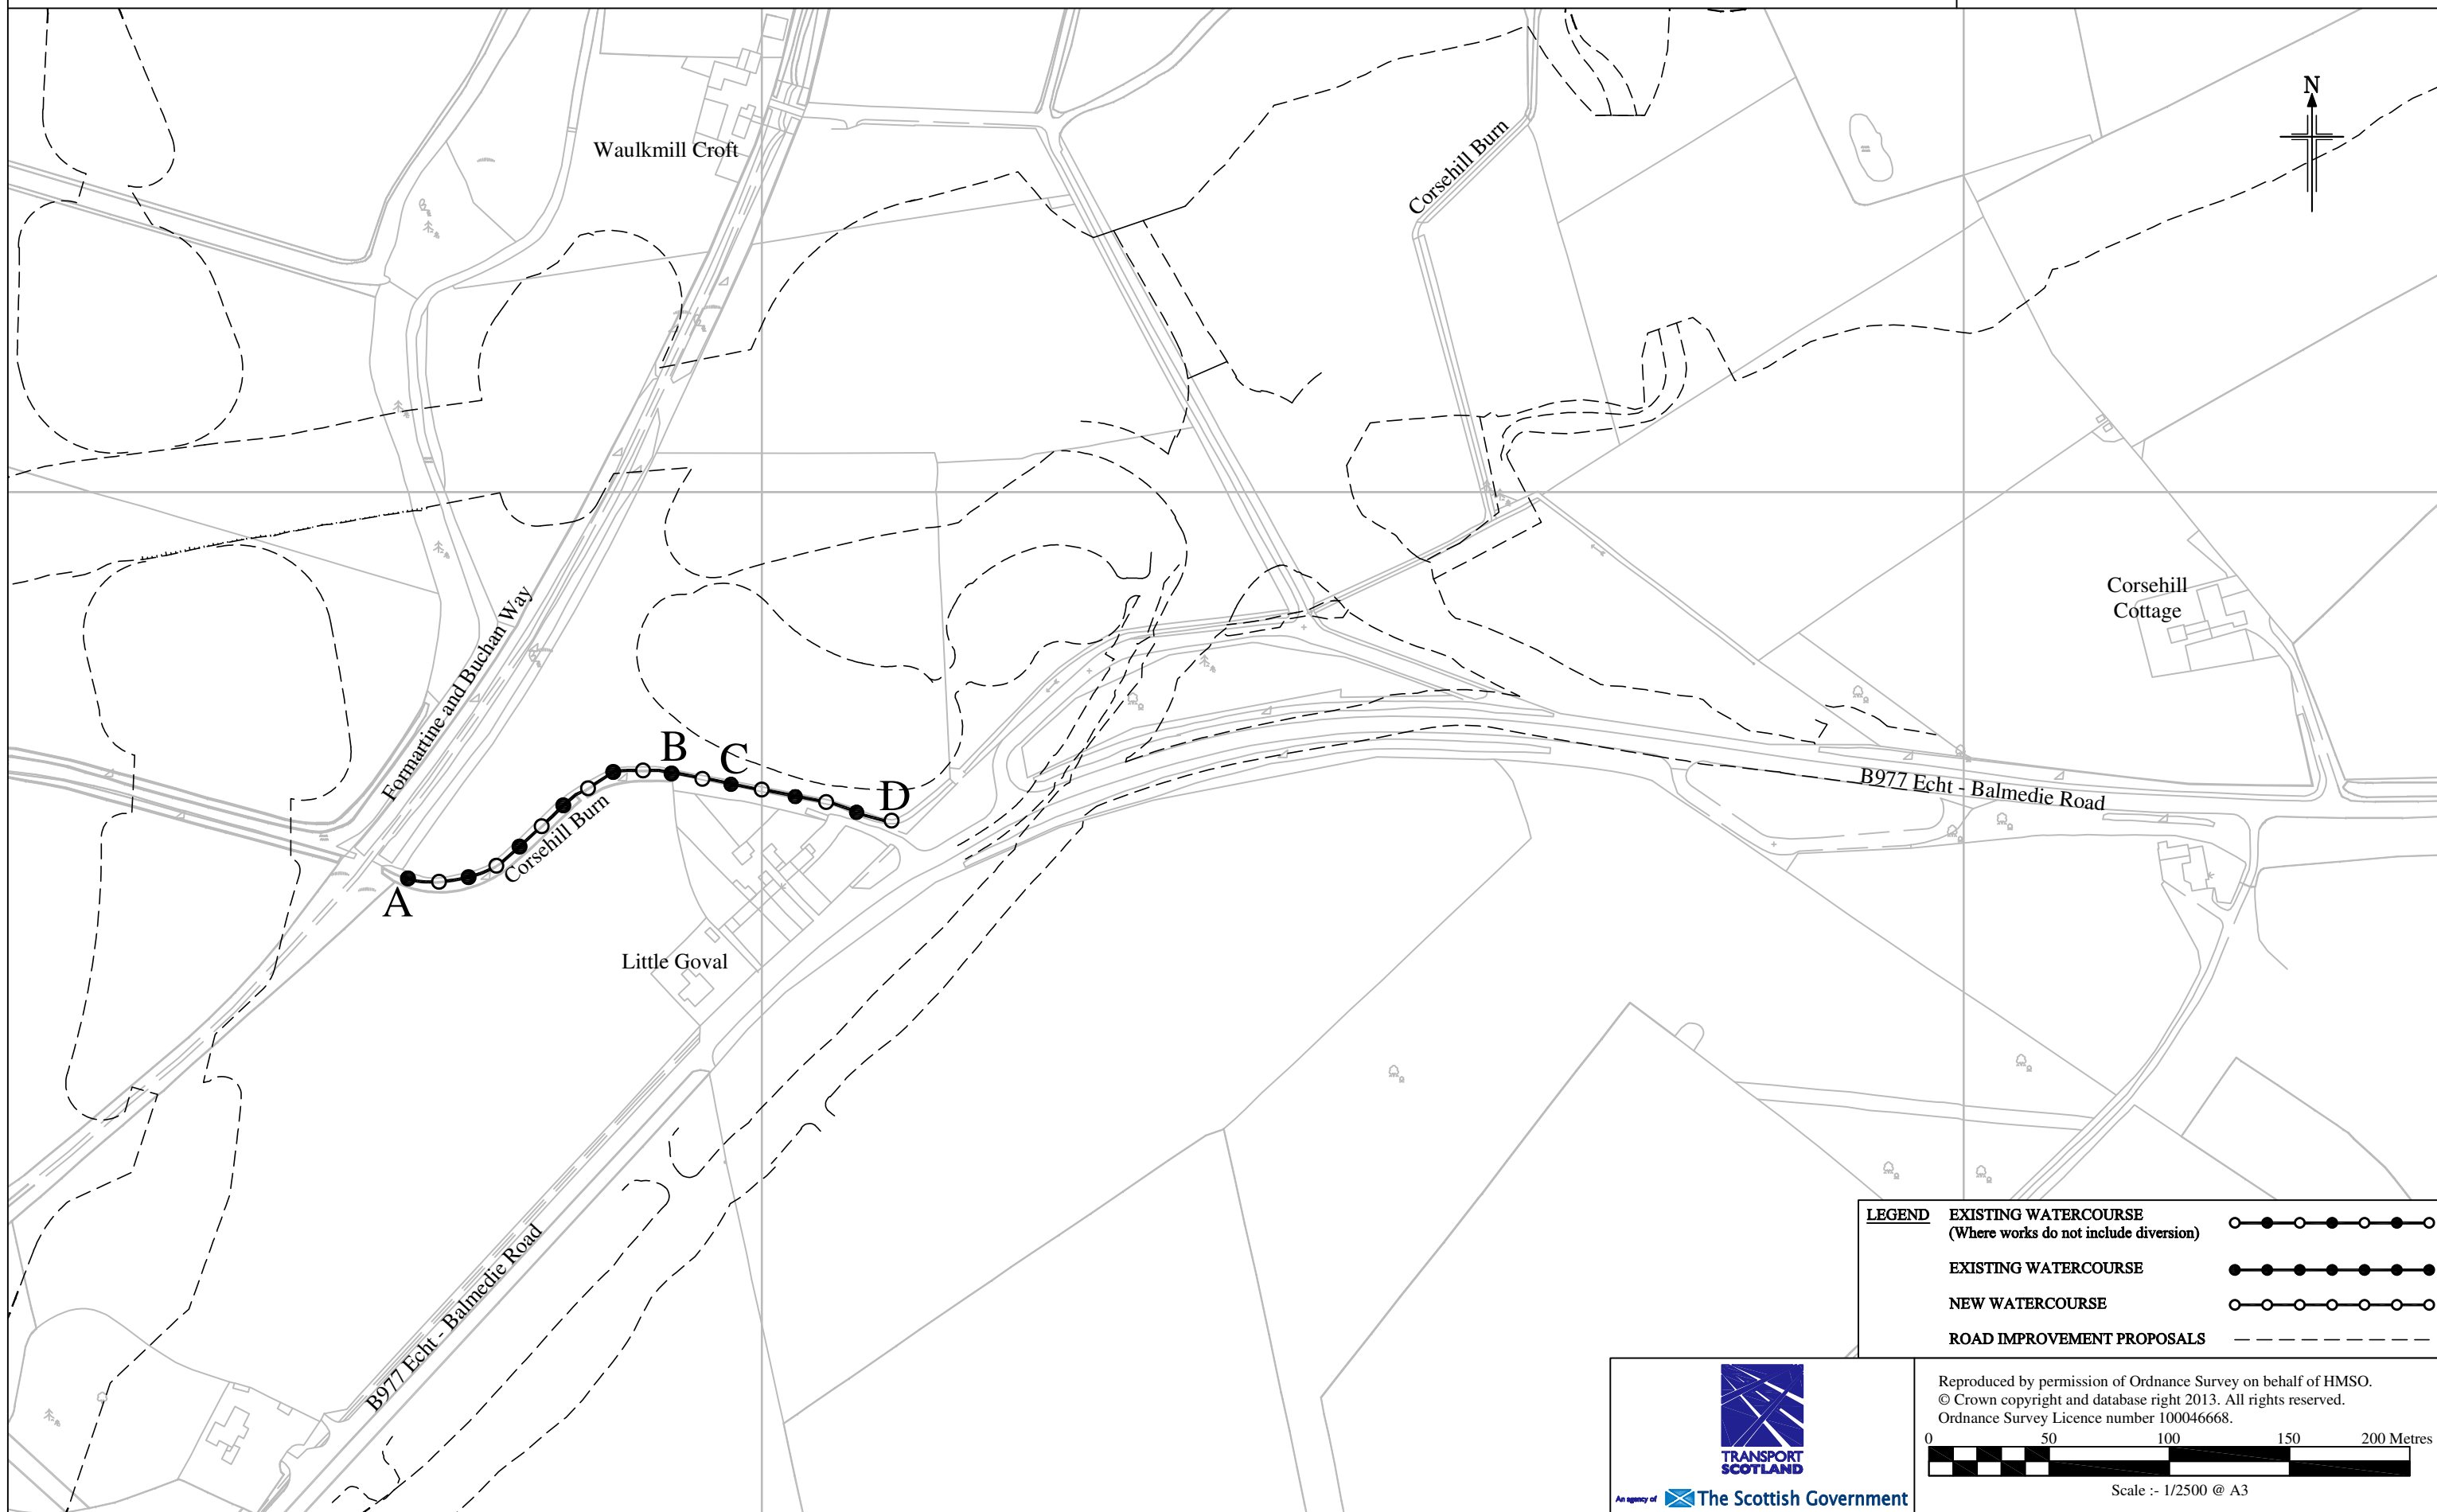 N
Waulkmill Croft
Corsehill Burn
Corsehill
Cottage
Formartine and Buchan Way
B
C
D
A
Corsehill Burn
B977 Echt - Balmedie Road
Little Goval
B977 Echt - Balmedie Road
LEGEND
EXISTING WATERCOURSE
(Where works do not include diversion)
EXISTING WATERCOURSE
NEW WATERCOURSE
ROAD IMPROVEMENT PROPOSALS
TRANSPORT
SCOTLAND
An agency of The Scottish Government
Reproduced by permission of Ordnance Survey on behalf of HMSO.
© Crown copyright and database right 2013. All rights reserved.
Ordnance Survey Licence number 100046668.
0 50 100 150 200 Metres
Scale :- 1/2500 @ A3